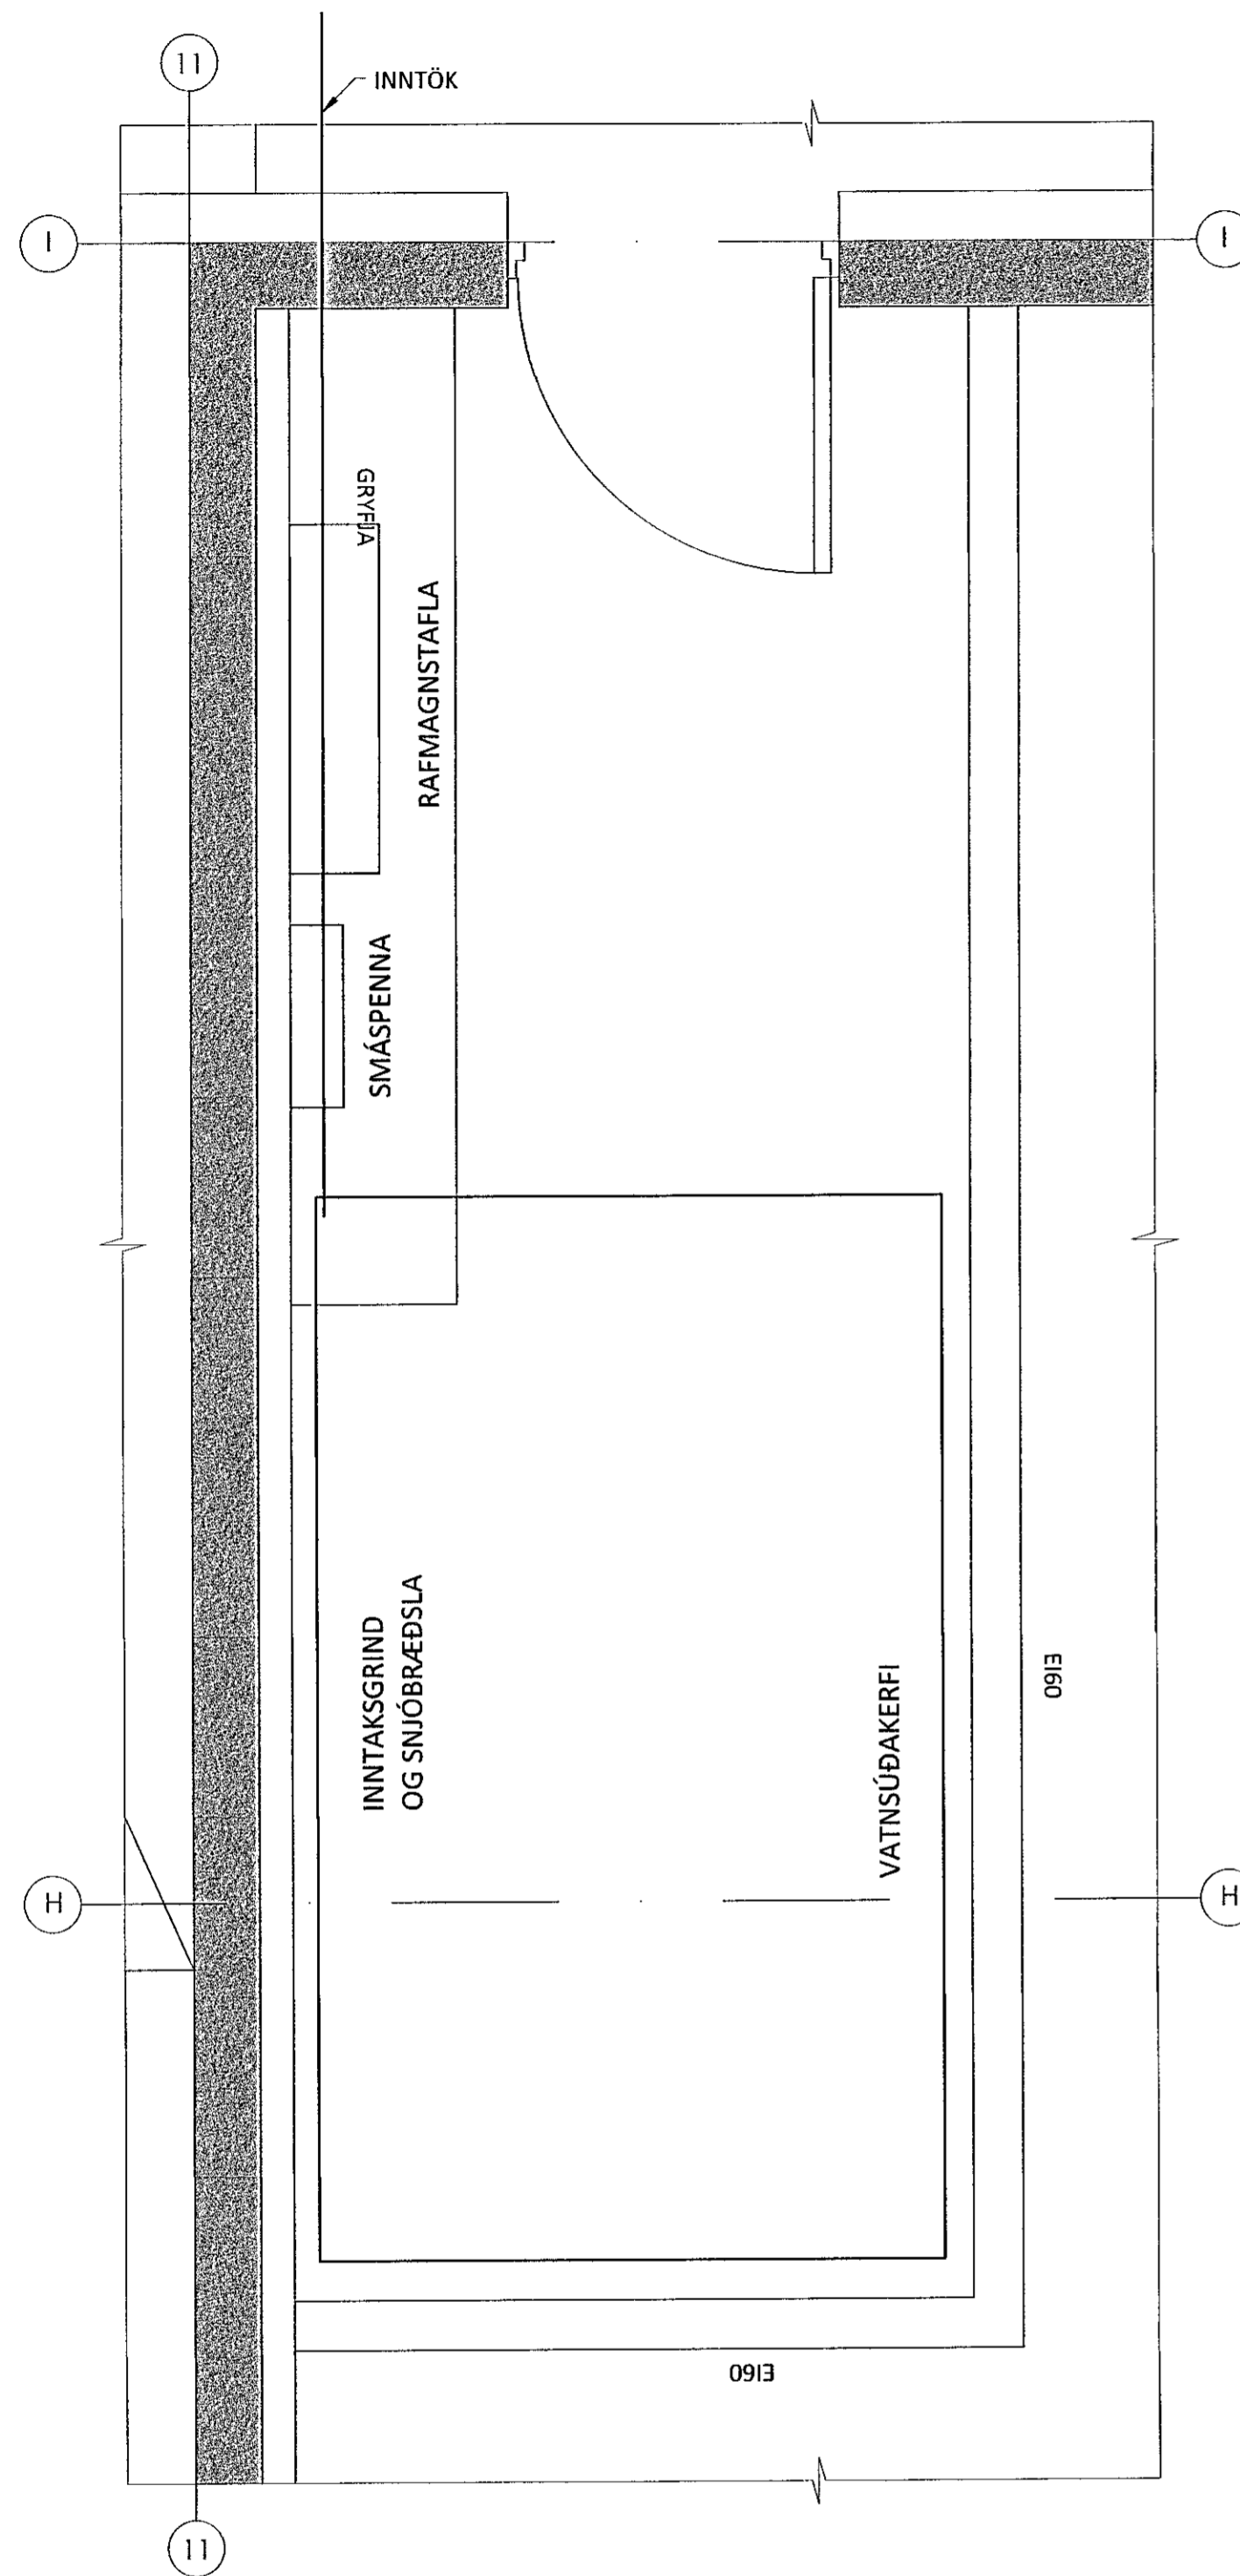 11
INNTÖK
I
I
GRYFJA
RAFMAGNSTAFLA
SMÁSPENNA
INNTAKSGRIND
OG SNJÓBRÆÐSLA
VATNSÚÐAKERFI
EI60
H
H
EI60
11